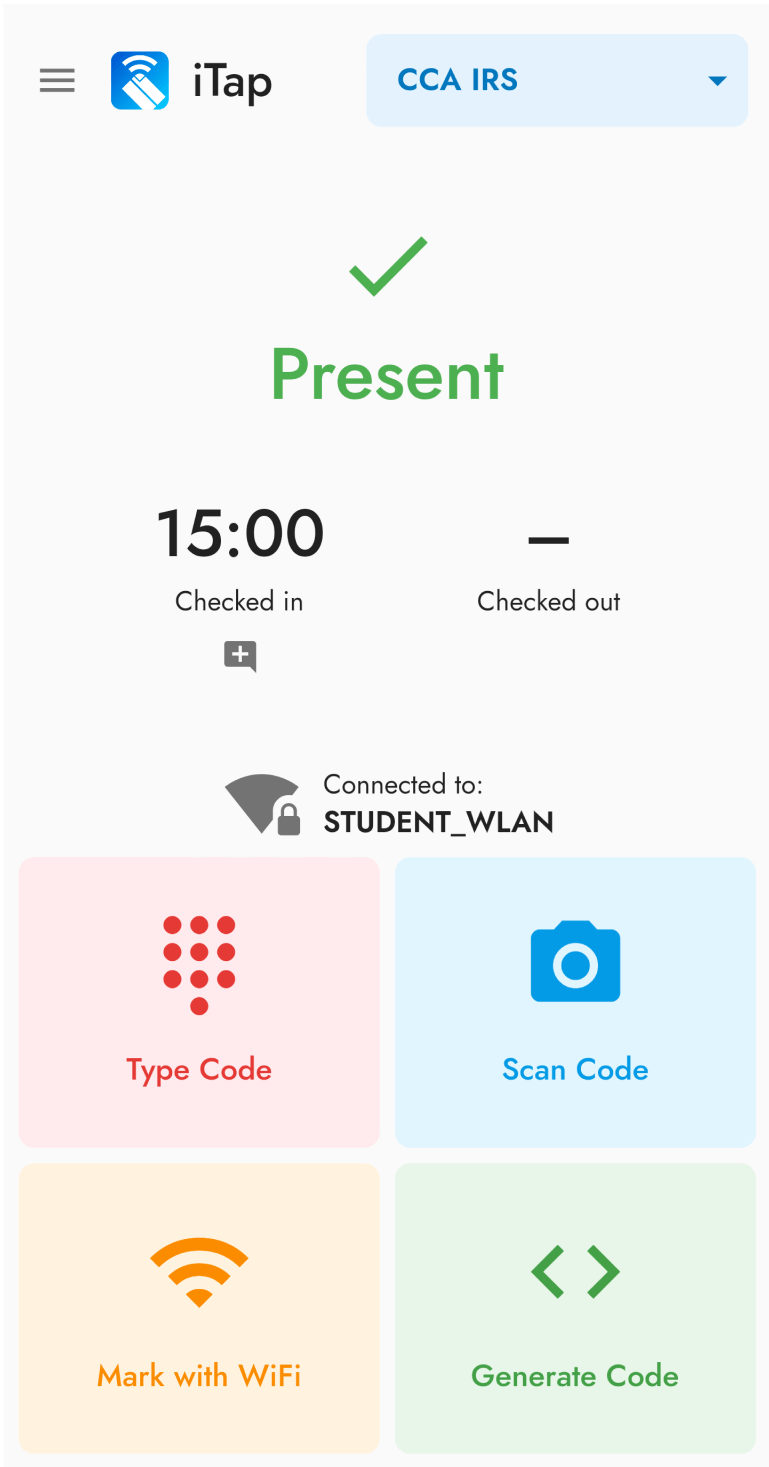 iTap
CCA IRS
Present
15:00
–
Checked in
Checked out
Connected to:
STUDENT_WLAN
Type Code
Scan Code
Mark with WiFi
Generate Code